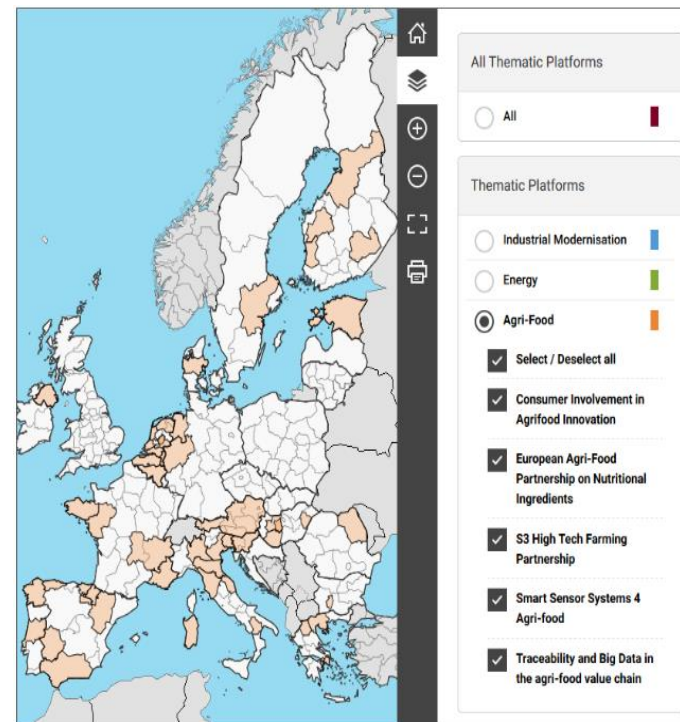 All Thematic Platforms
All
Thematic Platforms
Industrial Modernisation
Energy
Agri-Food
Select / Deselect all
Consumer Involvement in
Agrifood Innovation
European Agri-Food
Partnership on Nutritional
Ingredients
S3 High Tech Farming
Partnership
Smart Sensor Systems 4
Agri-food
Traceability and Big Data in
the agri-food value chain